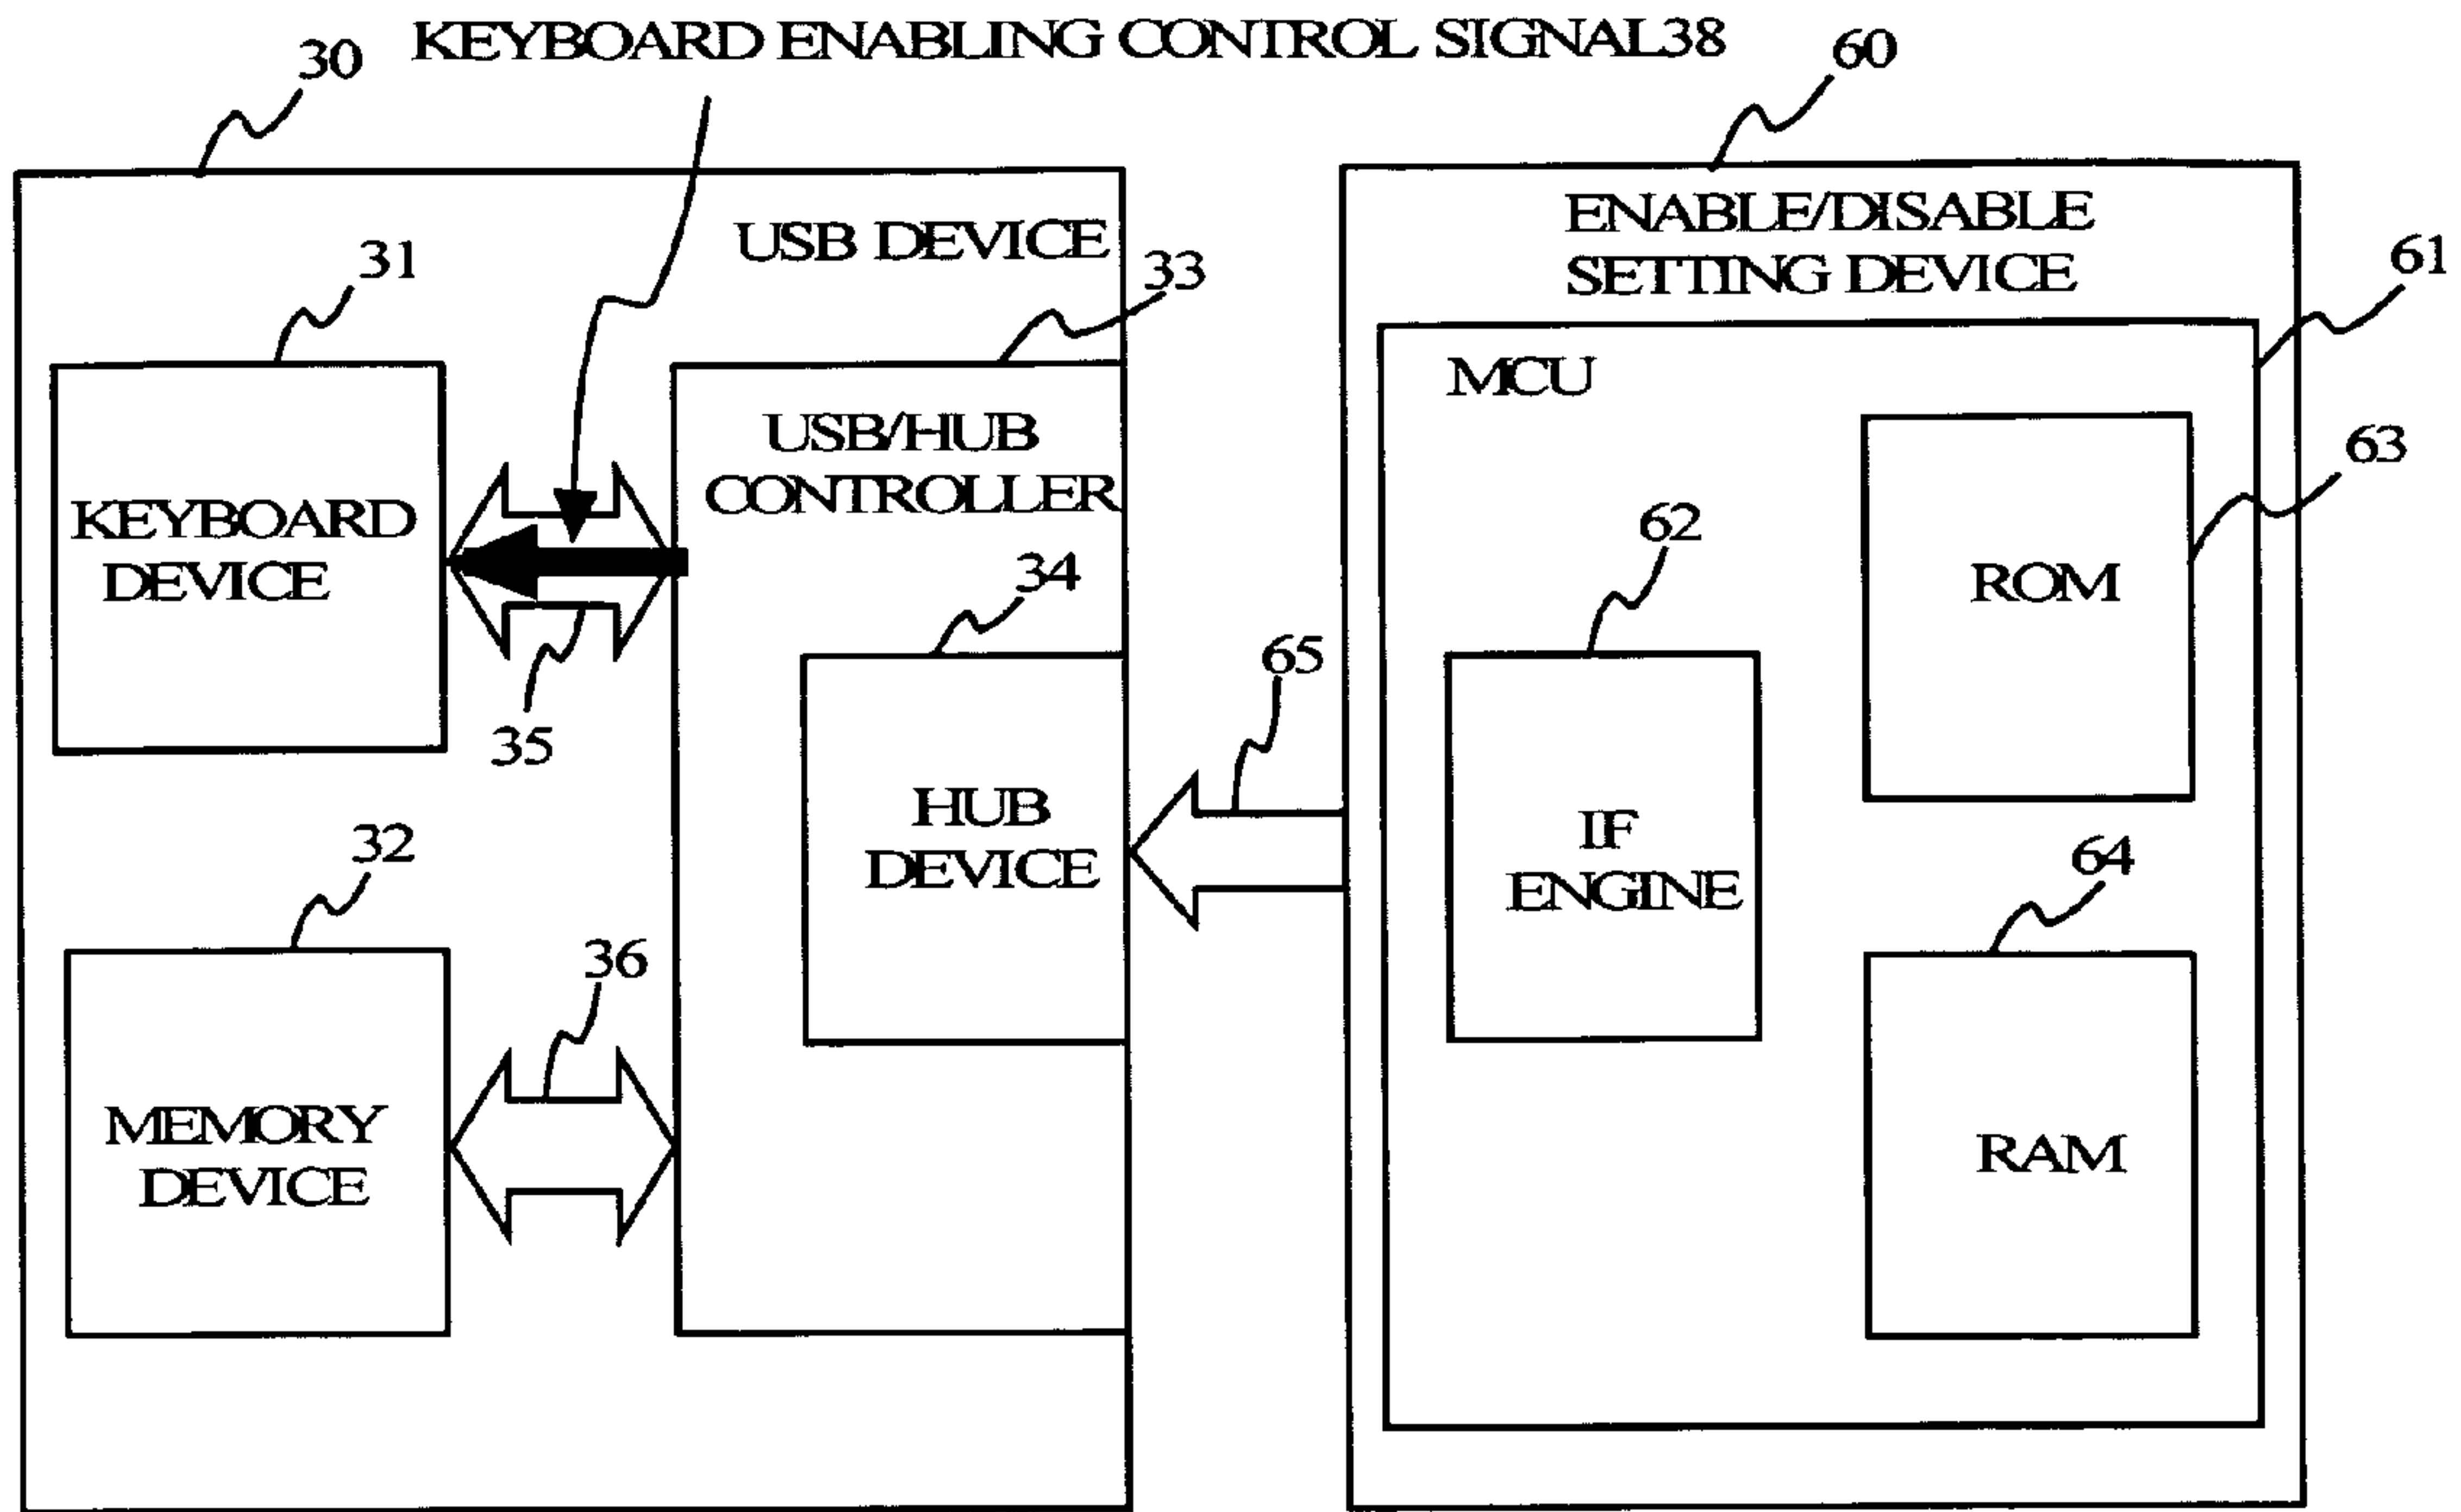 KEYBOARD ENABLING CONTROL SIGNAL38
30
60
USB DEVICE
ENABLE/DISABLE
SETTING DEVICE
31
33
61
MCU
USB/HUB
CONTROLLER
63
KEYBOARD
DEVICE
62
34
ROM
65
35
HUB
DEVICE
IF
ENGINE
32
64
36
MEMORY
DEVICE
RAM